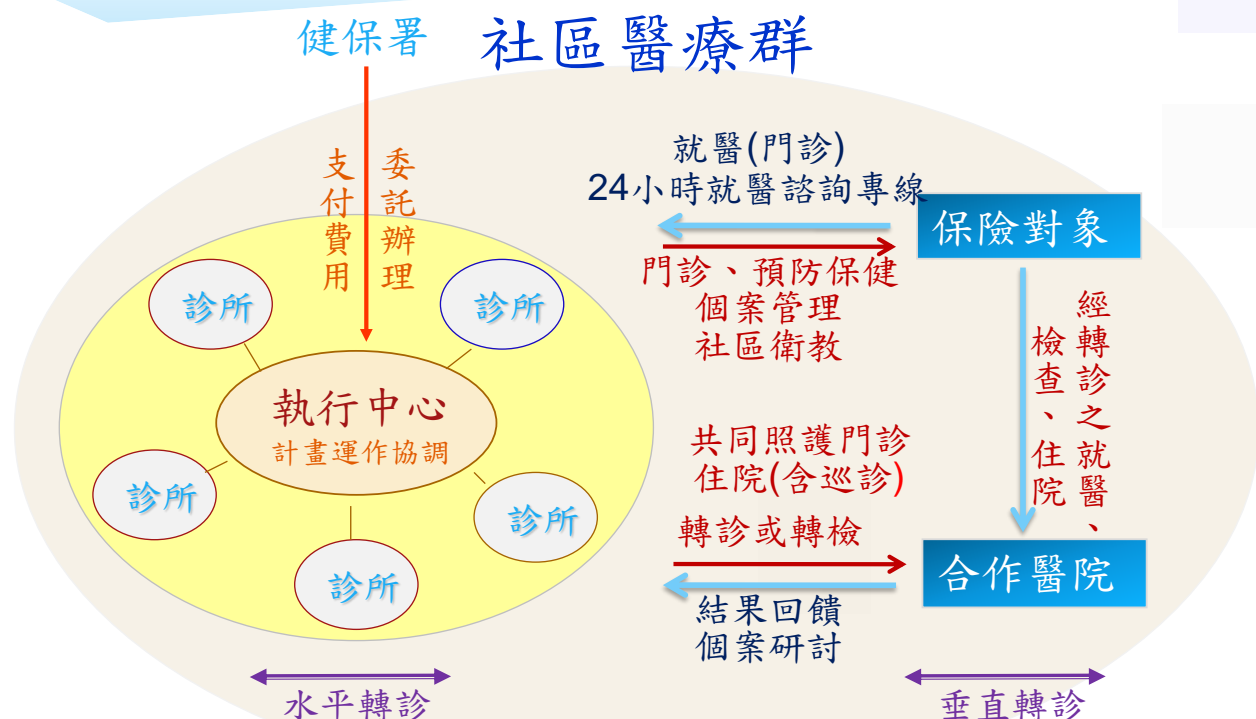 健保署
社區醫療群
支付費用
委託辦理
就醫(門診)
24小時就醫諮詢專線
保險對象
門診、預防保健
個案管理
社區衛教
診所
診所
執行中心
計畫運作協調
診所
診所
診所
經轉診之就醫、
檢查、住院
共同照護門診
住院(含巡診)
轉診或轉檢
合作醫院
結果回饋
個案研討
水平轉診
垂直轉診